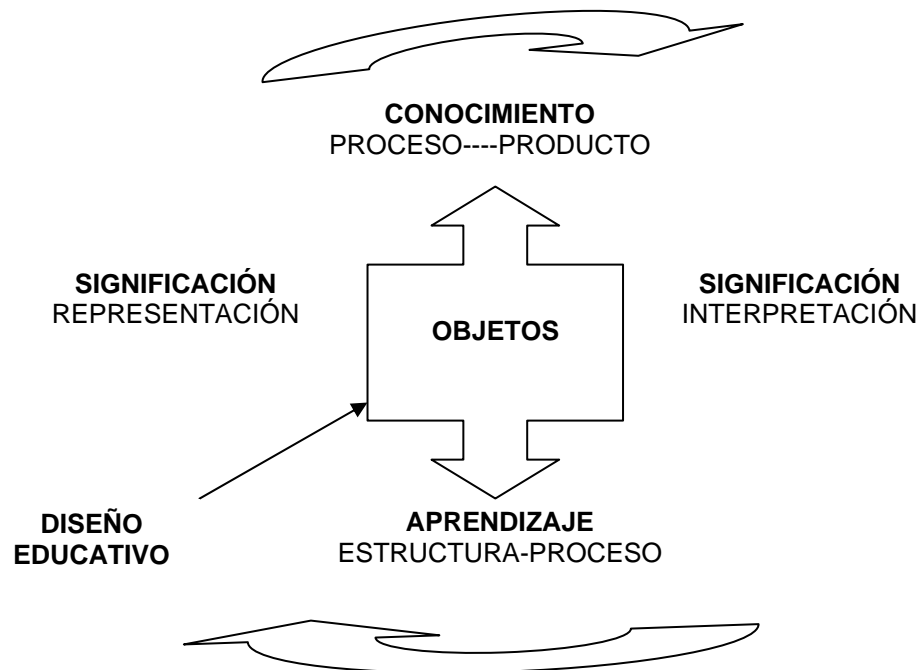 CONOCIMIENTO
PROCESO----PRODUCTO
SIGNIFICACIÓN
REPRESENTACIÓN
OBJETOS
SIGNIFICACIÓN
INTERPRETACIÓN
DISEÑO
EDUCATIVO
APRENDIZAJE
ESTRUCTURA-PROCESO